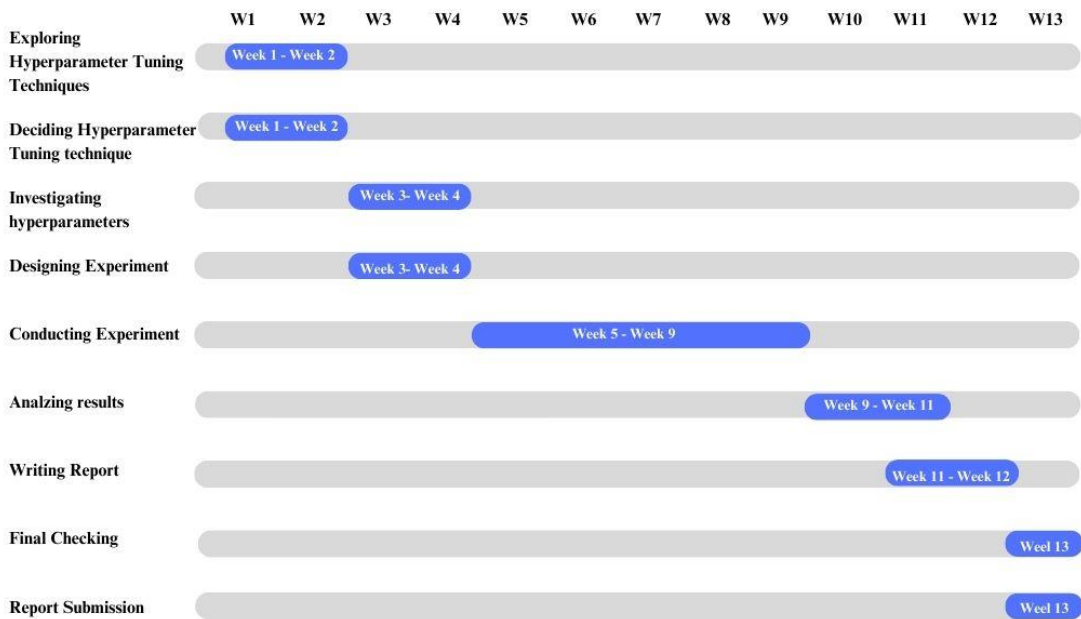 W1 W2 W3 W4 W5 W6 W7 W8 W9 W10 W11 W12 W13
Exploring
Hyperparameter Tuning
Techniques
Week 1 - Week 2
Deciding Hyperparameter
Tuning technique
Week 1 - Week 2
Investigating
hyperparameters
Week 3- Week 4
Designing Experiment
Week 3- Week 4
Conducting Experiment
Week 5 - Week 9
Analzing results
Week 9 - Week 11
Writing Report
Week 11 - Week 12
Final Checking
Weel 13
Report Submission
Weel 13